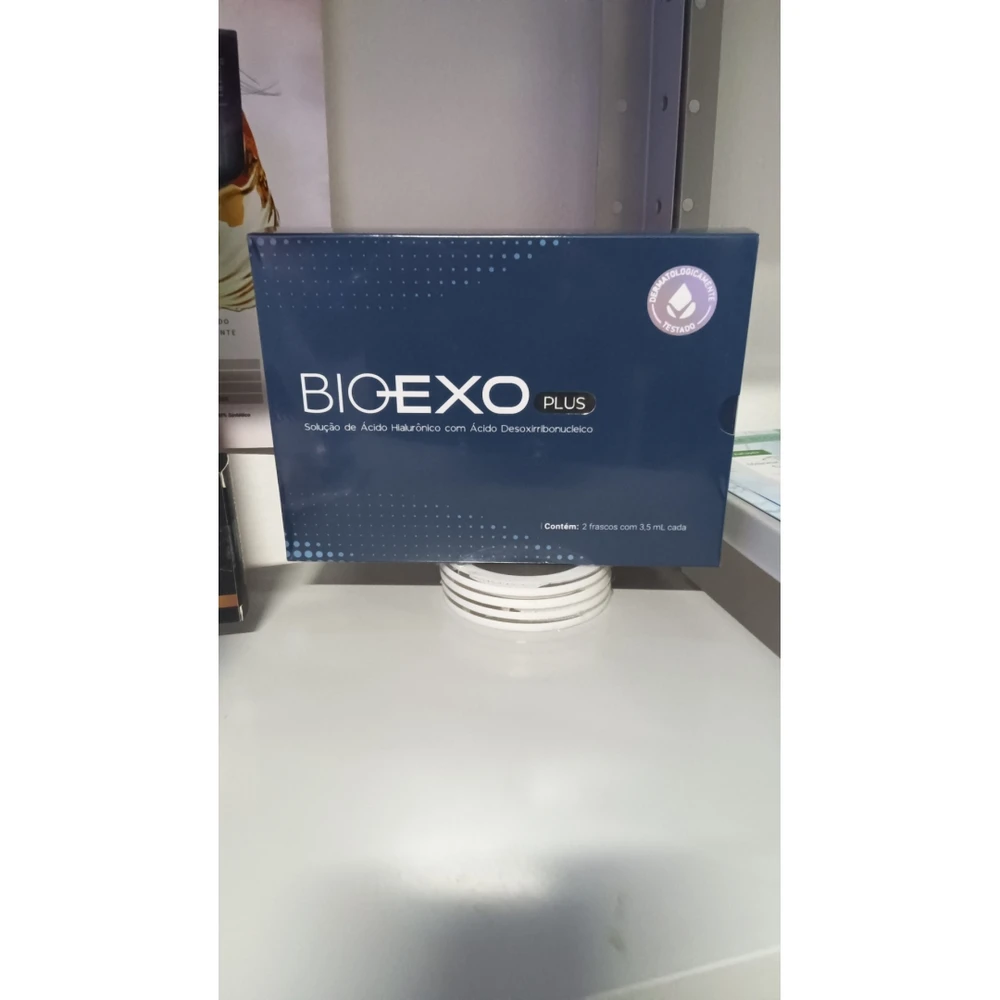 DERMATOLOGICAMENTE
TESTADO
BIOEXO PLUS
Solução de Ácido Hialurônico com Ácido Desoxirribonucleico
Contém: 2 frascos com 3,5 mL cada